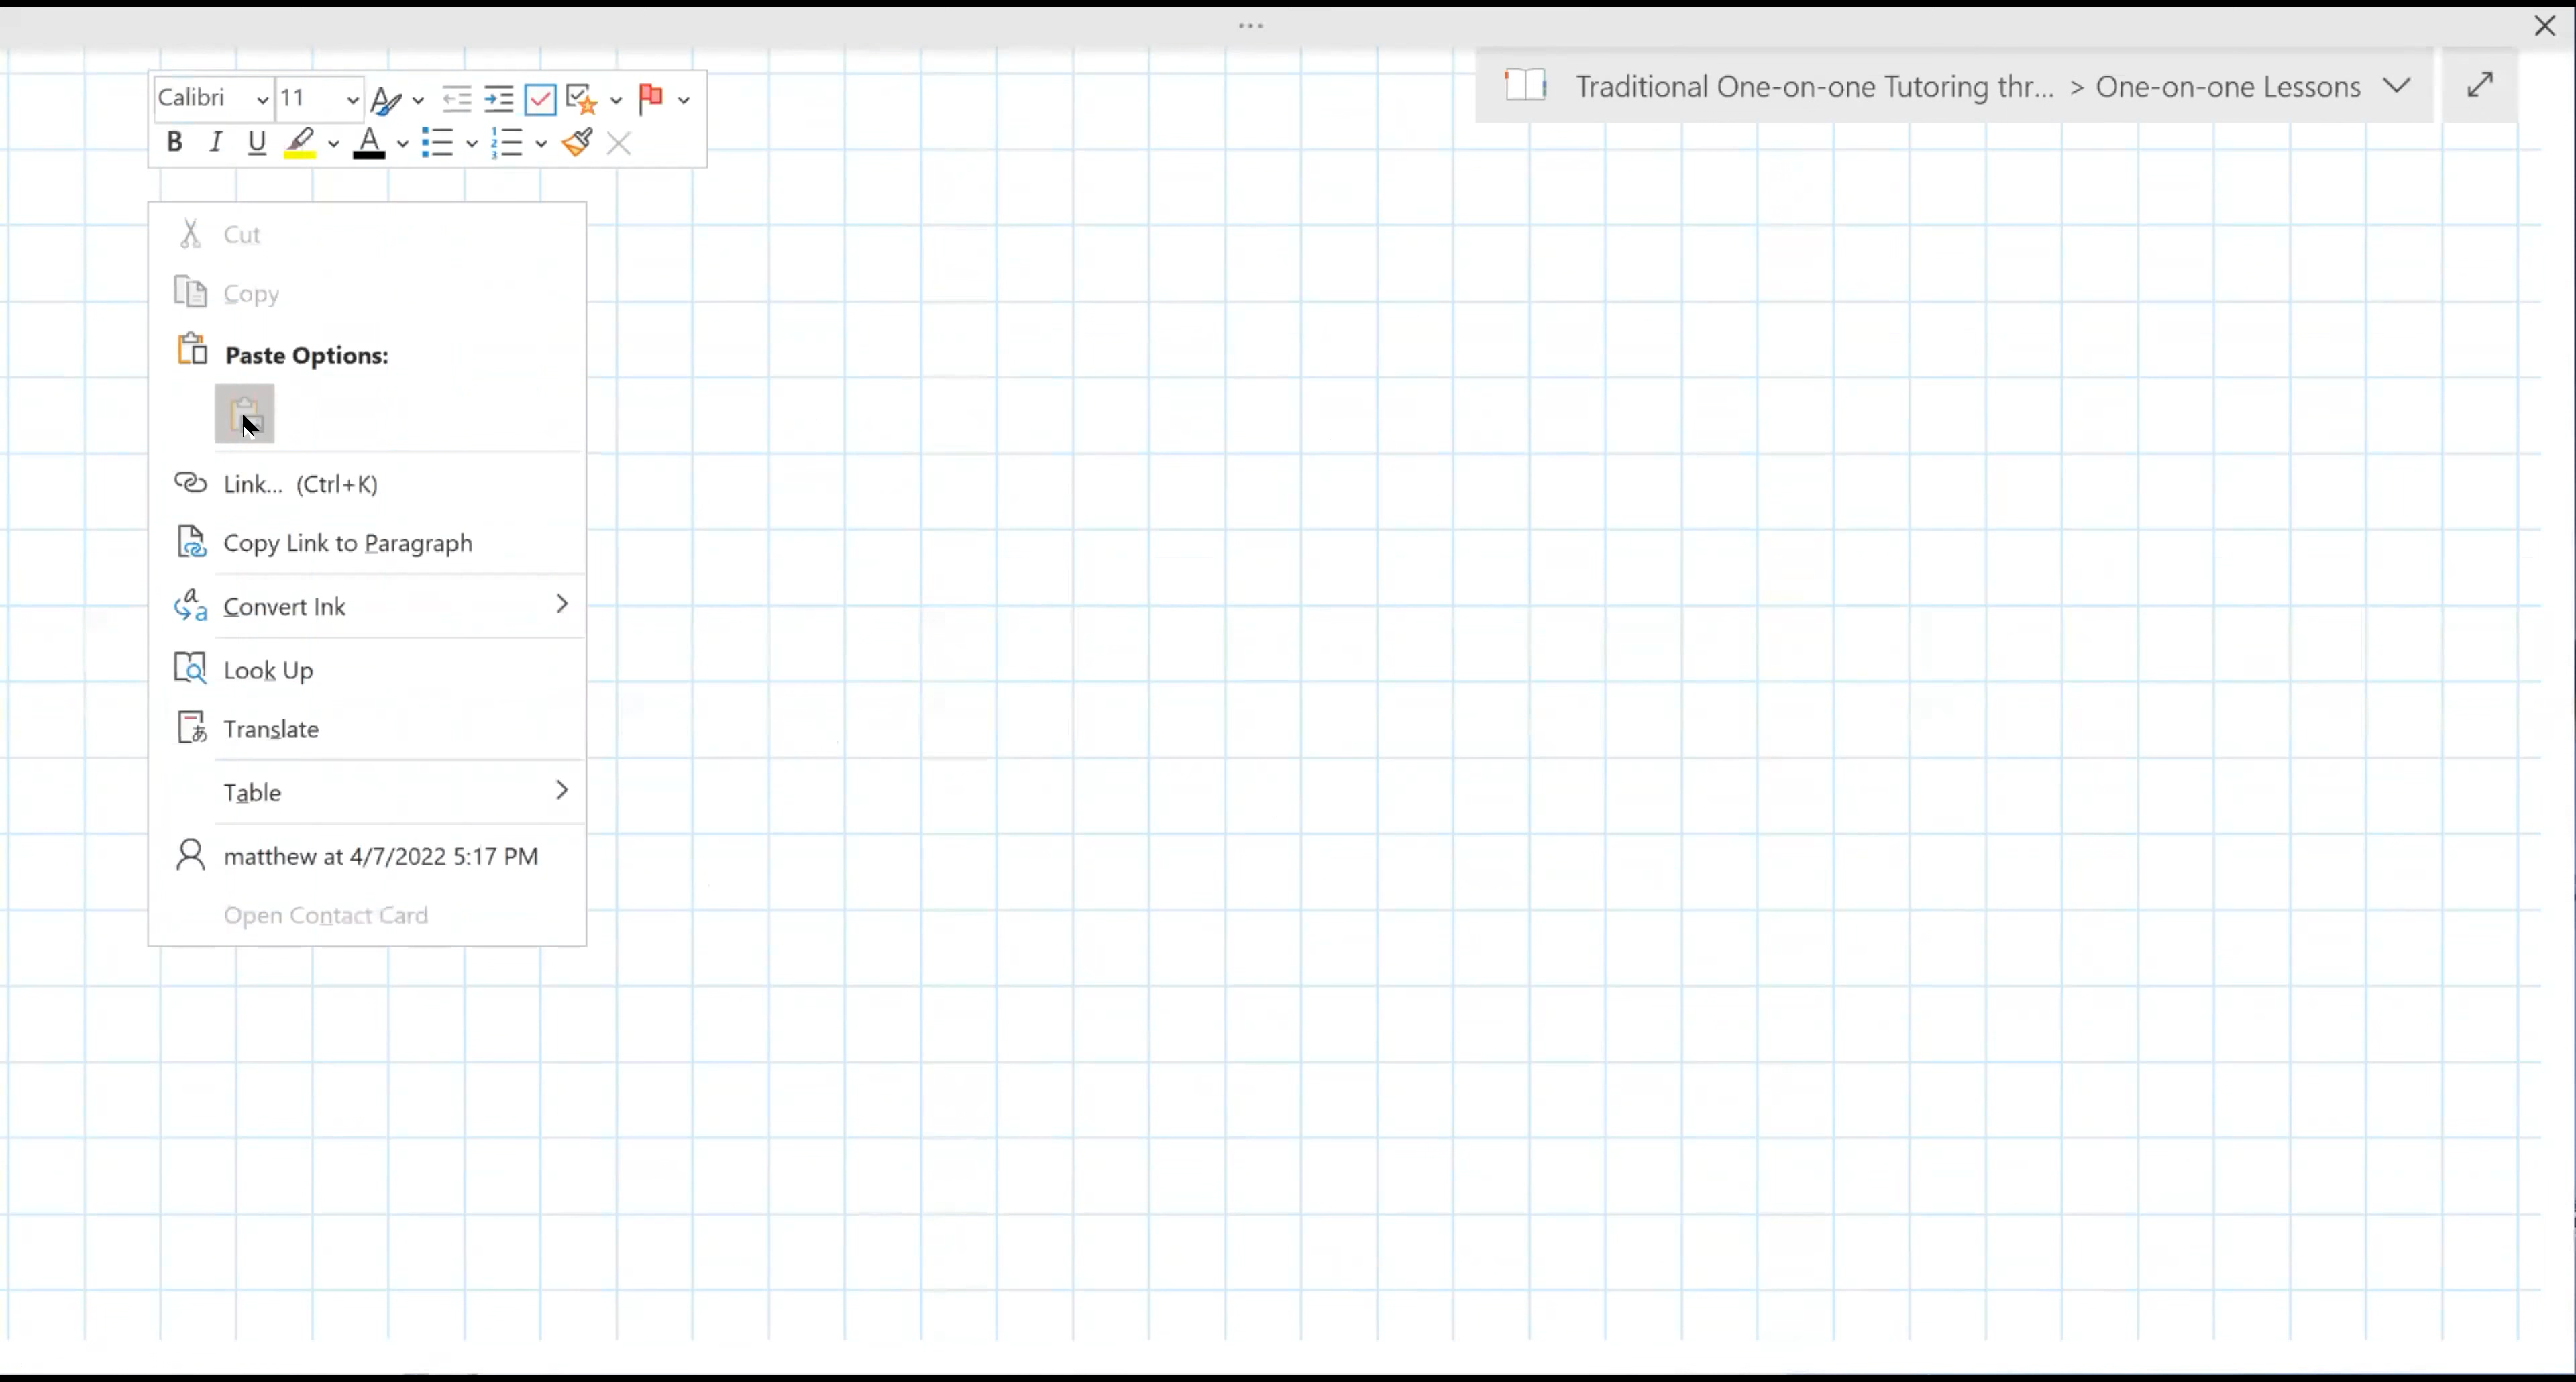 Traditional One-on-one Tutoring thr... > One-on-one Lessons
Calibri 11
B I U A
Cut
Copy
Paste Options:
Link... (Ctrl+K)
Copy Link to Paragraph
Convert Ink
Look Up
Translate
Table
matthew at 4/7/2022 5:17 PM
Open Contact Card